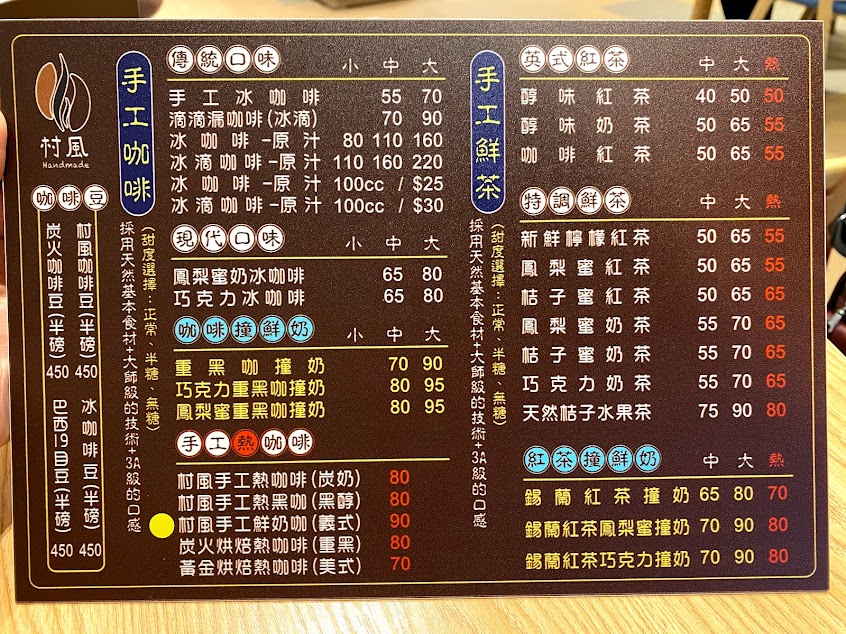 村風
Handmade
咖啡豆
村風咖啡豆(半磅) 450
炭火咖啡豆(半磅) 450
冰咖啡豆(半磅) 450
巴西19目豆(半磅) 450
手工咖啡
(甜度選擇:正常、半糖、無糖)
採用天然基本食材+大師級的技術+3A級的口感
傳統口味 小 中 大
手工冰咖啡 55 70
滴滴漏咖啡(冰滴) 70 90
冰咖啡-原汁 80 110 160
冰滴咖啡-原汁 110 160 220
冰咖啡-原汁 100cc / $25
冰滴咖啡-原汁 100cc / $30
現代口味 小 中 大
鳳梨蜜奶冰咖啡 65 80
巧克力冰咖啡 65 80
咖啡撞鮮奶 小 中 大
重黑咖撞奶 70 90
巧克力重黑咖撞奶 80 95
鳳梨蜜重黑咖撞奶 80 95
手工熱咖啡
村風手工熱咖啡(炭奶) 80
村風手工熱黑咖(黑醇) 80
村風手工鮮奶咖(義式) 90
炭火烘焙熱咖啡(重黑) 80
黃金烘焙熱咖啡(美式) 70
手工鮮茶
(甜度選擇:正常、半糖、無糖)
採用天然基本食材+大師級的技術+3A級的口感
英式紅茶 中 大 熱
醇味紅茶 40 50 50
醇味奶茶 50 65 55
咖啡紅茶 50 65 55
特調鮮茶 中 大 熱
新鮮檸檬紅茶 50 65 55
鳳梨蜜紅茶 50 65 55
桔子蜜紅茶 50 65 65
鳳梨蜜奶茶 55 70 65
桔子蜜奶茶 55 70 65
巧克力奶茶 55 70 65
天然桔子水果茶 75 90 80
紅茶撞鮮奶 中 大 熱
錫蘭紅茶撞奶 65 80 70
錫蘭紅茶鳳梨蜜撞奶 70 90 80
錫蘭紅茶巧克力撞奶 70 90 80